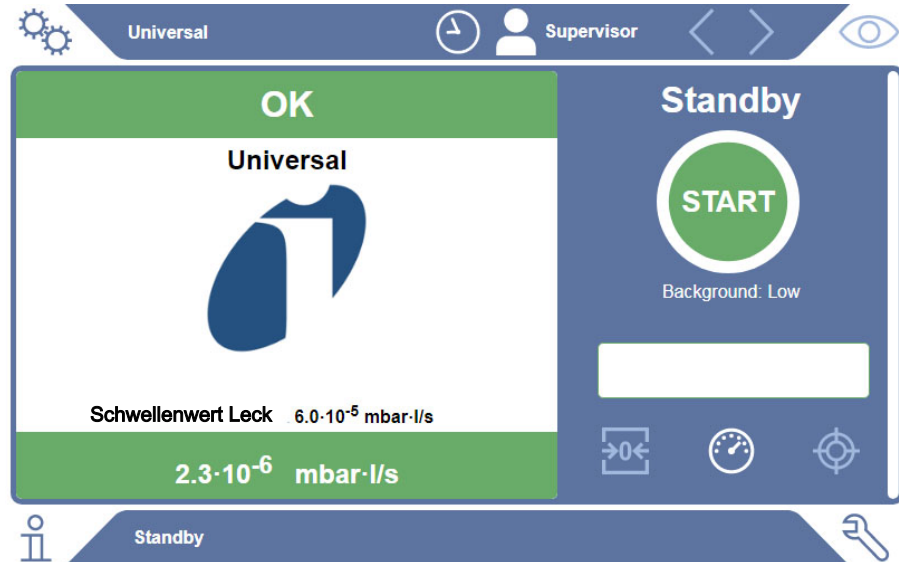 Universal
Supervisor
OK
Universal
Schwellenwert Leck 6.0·10⁻⁵ mbar·l/s
2.3·10⁻⁶ mbar·l/s
Standby
START
Background: Low
→0←
Standby